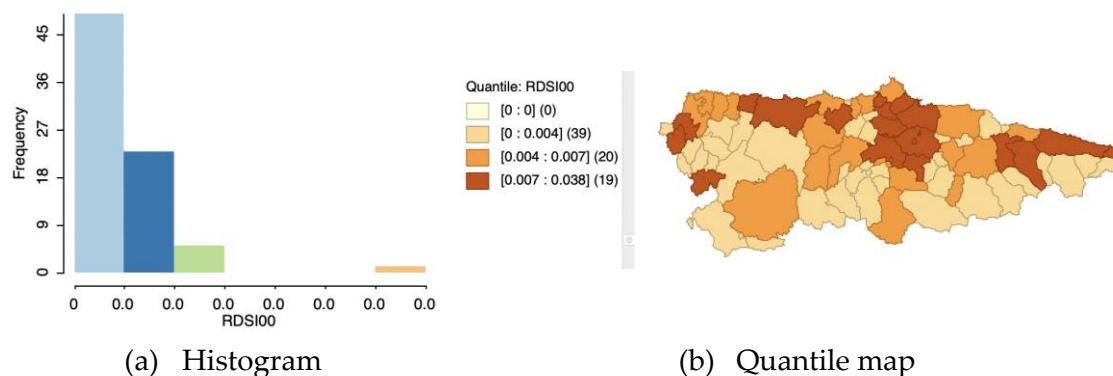 45
36
27
18
9
0
Frequency
0 0.0 0.0 0.0 0.0 0.0 0.0 0.0
RDSI00
Quantile: RDSI00
[0 : 0] (0)
[0 : 0.004] (39)
[0.004 : 0.007] (20)
[0.007 : 0.038] (19)
(a) Histogram
(b) Quantile map